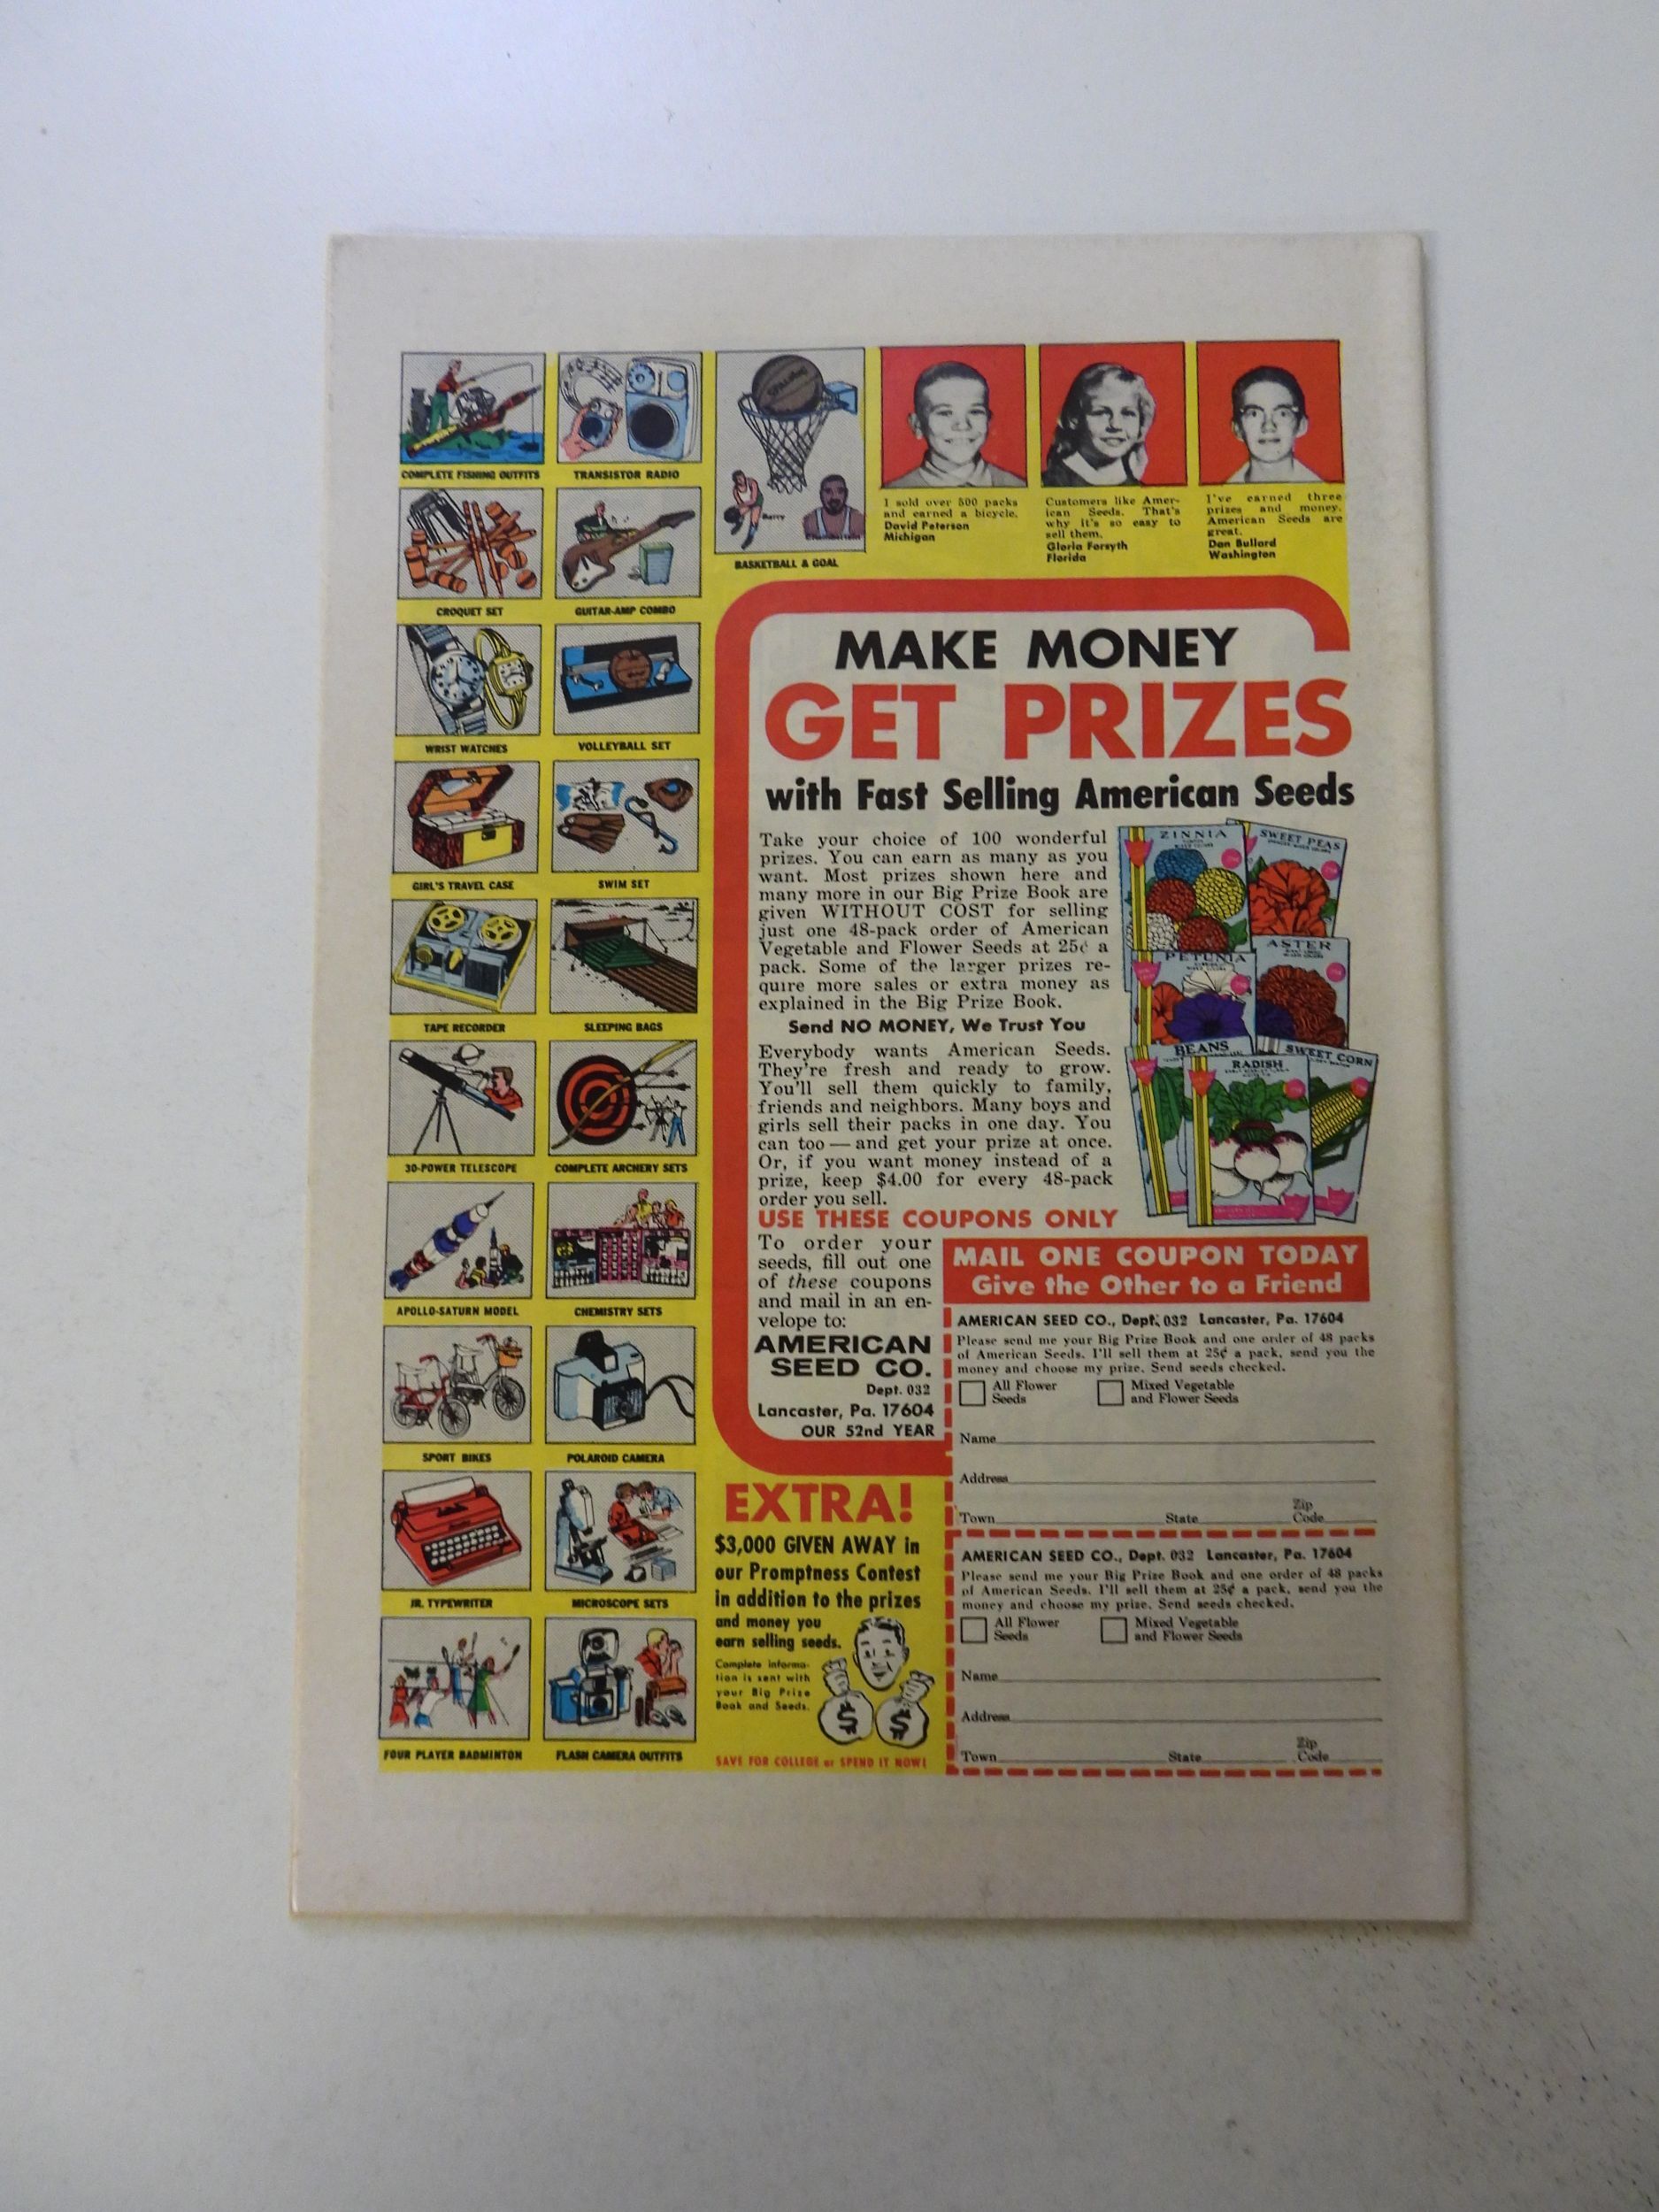 COMPLETE FISHING OUTFITS
TRANSISTOR RADIO
CROQUET SET
GUITAR-AMP COMBO
WRIST WATCHES
VOLLEYBALL SET
GIRL'S TRAVEL CASE
SWIM SET
TAPE RECORDER
SLEEPING BAGS
30-POWER TELESCOPE
COMPLETE ARCHERY SETS
APOLLO-SATURN MODEL
CHEMISTRY SETS
SPORT BIKES
POLAROID CAMERA
JR. TYPEWRITER
MICROSCOPE SETS
FOUR PLAYER BADMINTON
FLASH CAMERA OUTFITS
SPALDING
Barry
Chamberlain
BASKETBALL & GOAL
I sold over 500 packs
and earned a bicycle.
David Peterson
Michigan
Customers like Amer-
ican Seeds. That's
why it's so easy to
sell them.
Gloria Forsyth
Florida
I've earned three
prizes and money.
American Seeds are
great.
Dan Bullard
Washington
MAKE MONEY
GET PRIZES
with Fast Selling American Seeds
Take your choice of 100 wonderful
prizes. You can earn as many as you
want. Most prizes shown here and
many more in our Big Prize Book are
given WITHOUT COST for selling
just one 48-pack order of American
Vegetable and Flower Seeds at 25¢ a
pack. Some of the larger prizes re-
quire more sales or extra money as
explained in the Big Prize Book.
Send NO MONEY, We Trust You
Everybody wants American Seeds.
They're fresh and ready to grow.
You'll sell them quickly to family,
friends and neighbors. Many boys and
girls sell their packs in one day. You
can too — and get your prize at once.
Or, if you want money instead of a
prize, keep $4.00 for every 48-pack
order you sell.
ZINNIA
SWEET PEAS
PETUNIA
ASTER
BEANS
SWEET CORN
RADISH
USE THESE COUPONS ONLY
To order your
seeds, fill out one
of these coupons
and mail in an en-
velope to:
AMERICAN
SEED CO.
Dept. 032
Lancaster, Pa. 17604
OUR 52nd YEAR
EXTRA!
$3,000 GIVEN AWAY in
our Promptness Contest
in addition to the prizes
and money you
earn selling seeds.
Complete informa-
tion is sent with
your Big Prize
Book and Seeds.
$ $
SAVE FOR COLLEGE or SPEND IT NOW!
MAIL ONE COUPON TODAY
Give the Other to a Friend
AMERICAN SEED CO., Dept. 032 Lancaster, Pa. 17604
Please send me your Big Prize Book and one order of 48 packs
of American Seeds. I'll sell them at 25¢ a pack, send you the
money and choose my prize. Send seeds checked.
All Flower
Seeds
Mixed Vegetable
and Flower Seeds
Name
Address
Town State Zip Code
AMERICAN SEED CO., Dept. 032 Lancaster, Pa. 17604
Please send me your Big Prize Book and one order of 48 packs
of American Seeds. I'll sell them at 25¢ a pack, send you the
money and choose my prize. Send seeds checked.
All Flower
Seeds
Mixed Vegetable
and Flower Seeds
Name
Address
Town State Zip Code